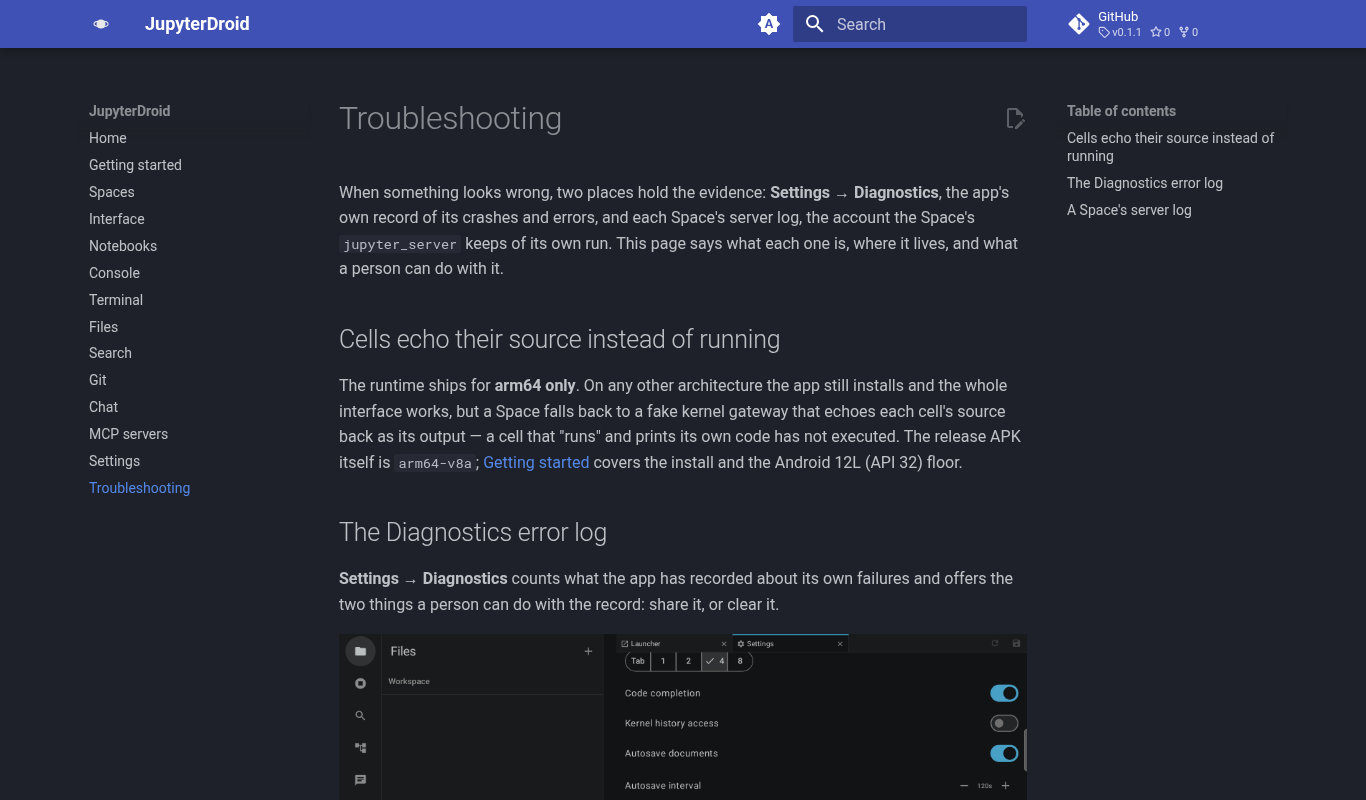 JupyterDroid
Search
GitHub
v0.1.1 0 0
JupyterDroid
Home
Getting started
Spaces
Interface
Notebooks
Console
Terminal
Files
Search
Git
Chat
MCP servers
Settings
Troubleshooting
Troubleshooting
When something looks wrong, two places hold the evidence: Settings → Diagnostics, the app's
own record of its crashes and errors, and each Space's server log, the account the Space's
jupyter_server keeps of its own run. This page says what each one is, where it lives, and what
a person can do with it.
Cells echo their source instead of running
The runtime ships for arm64 only. On any other architecture the app still installs and the whole
interface works, but a Space falls back to a fake kernel gateway that echoes each cell's source
back as its output — a cell that "runs" and prints its own code has not executed. The release APK
itself is arm64-v8a; Getting started covers the install and the Android 12L (API 32) floor.
The Diagnostics error log
Settings → Diagnostics counts what the app has recorded about its own failures and offers the
two things a person can do with the record: share it, or clear it.
Files
Workspace
Launcher
Settings
Tab 1 2 4 8
Code completion
Kernel history access
Autosave documents
Autosave interval
120s
Table of contents
Cells echo their source instead of
running
The Diagnostics error log
A Space's server log